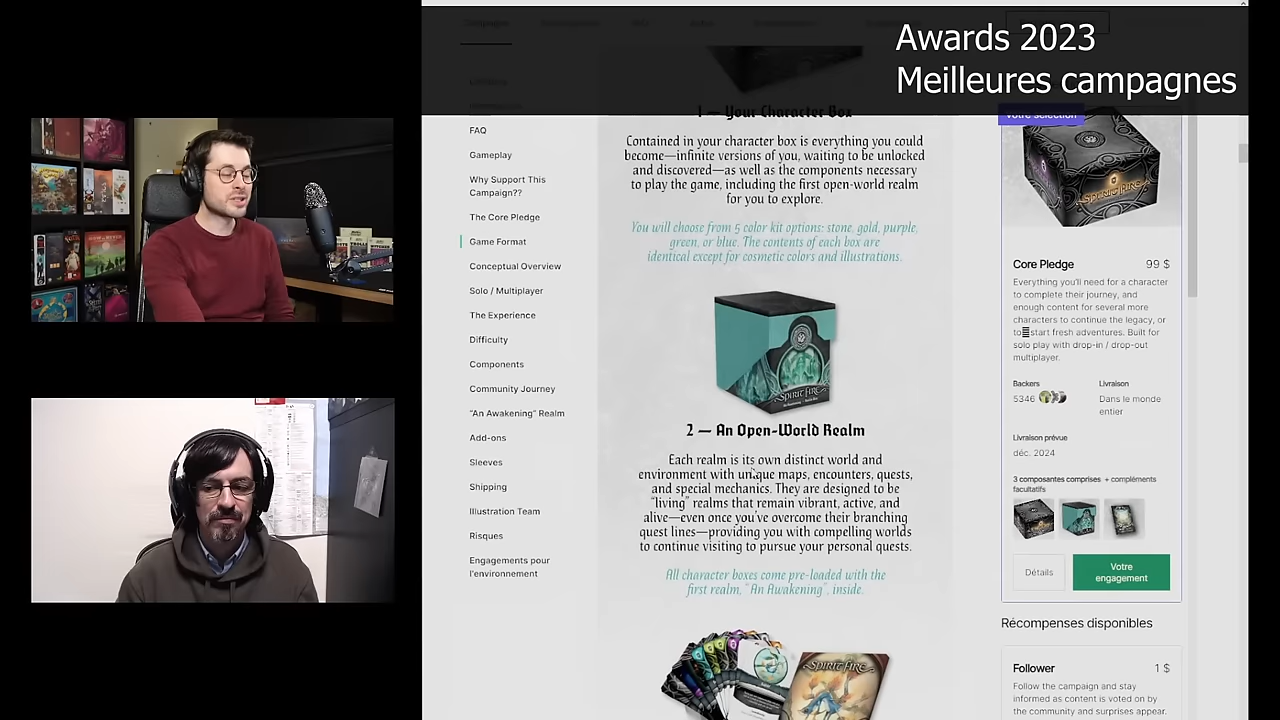 Awards 2023
Meilleures campagnes
FAQ
Gameplay
Why Support This
Campaign??
The Core Pledge
Game Format
Conceptual Overview
Solo / Multiplayer
The Experience
Difficulty
Components
Community Journey
“An Awakening” Realm
Add-ons
Sleeves
Shipping
Illustration Team
Risques
Engagements pour
l'environnement
1 — Your Character Box
Contained in your character box is everything you could
become—infinite versions of you, waiting to be unlocked
and discovered—as well as the components necessary
to play the game, including the first open-world realm
for you to explore.
You will choose from 5 color kit options: stone, gold, purple,
green, or blue. The contents of each box are
identical except for cosmetic colors and illustrations.
SPIRIT FIRE
2 — An Open-World Realm
Each realm is its own distinct world and
environment with unique maps, encounters, quests,
and special mechanics. They are designed to be
“living” realms that remain vibrant, active, and
alive—even once you've overcome their branching
quest lines—providing you with compelling worlds
to continue visiting to pursue your personal quests.
All character boxes come pre-loaded with the
first realm, “An Awakening”, inside.
SPIRIT FIRE
Votre sélection
SPIRIT FIRE
Core Pledge 99 $
Everything you'll need for a character
to complete their journey, and
enough content for several more
characters to continue the legacy, or
to start fresh adventures. Built for
solo play with drop-in / drop-out
multiplayer.
Backers
5346
Livraison
Dans le monde
entier
Livraison prévue
déc. 2024
3 composantes comprises + compléments
facultatifs
Détails
Votre
engagement
Récompenses disponibles
Follower 1 $
Follow the campaign and stay
informed as content is voted on by
the community and surprises appear.